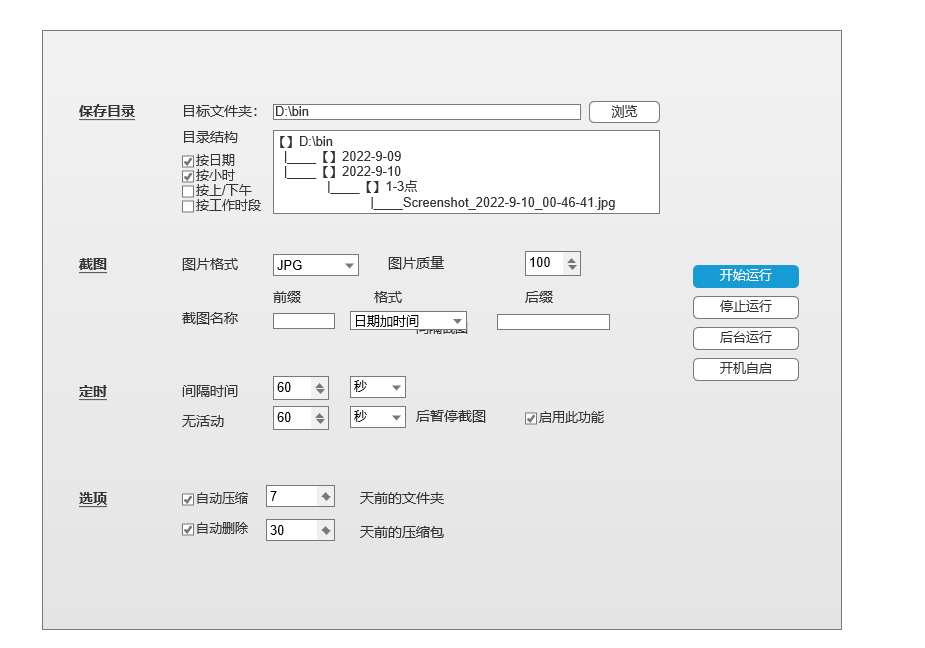 保存目录
目标文件夹：
D:\bin
浏览
目录结构
【】D:\bin
|____【】2022-9-09
|____【】2022-9-10
|____【】1-3点
|____Screenshot_2022-9-10_00-46-41.jpg
按日期
按小时
按上/下午
按工作时段
截图
图片格式
JPG
图片质量
100
前缀
格式
后缀
截图名称
日期加时间
间隔截图
开始运行
停止运行
后台运行
开机自启
定时
间隔时间
60
秒
无活动
60
秒
后暂停截图
启用此功能
选项
自动压缩
7
天前的文件夹
自动删除
30
天前的压缩包